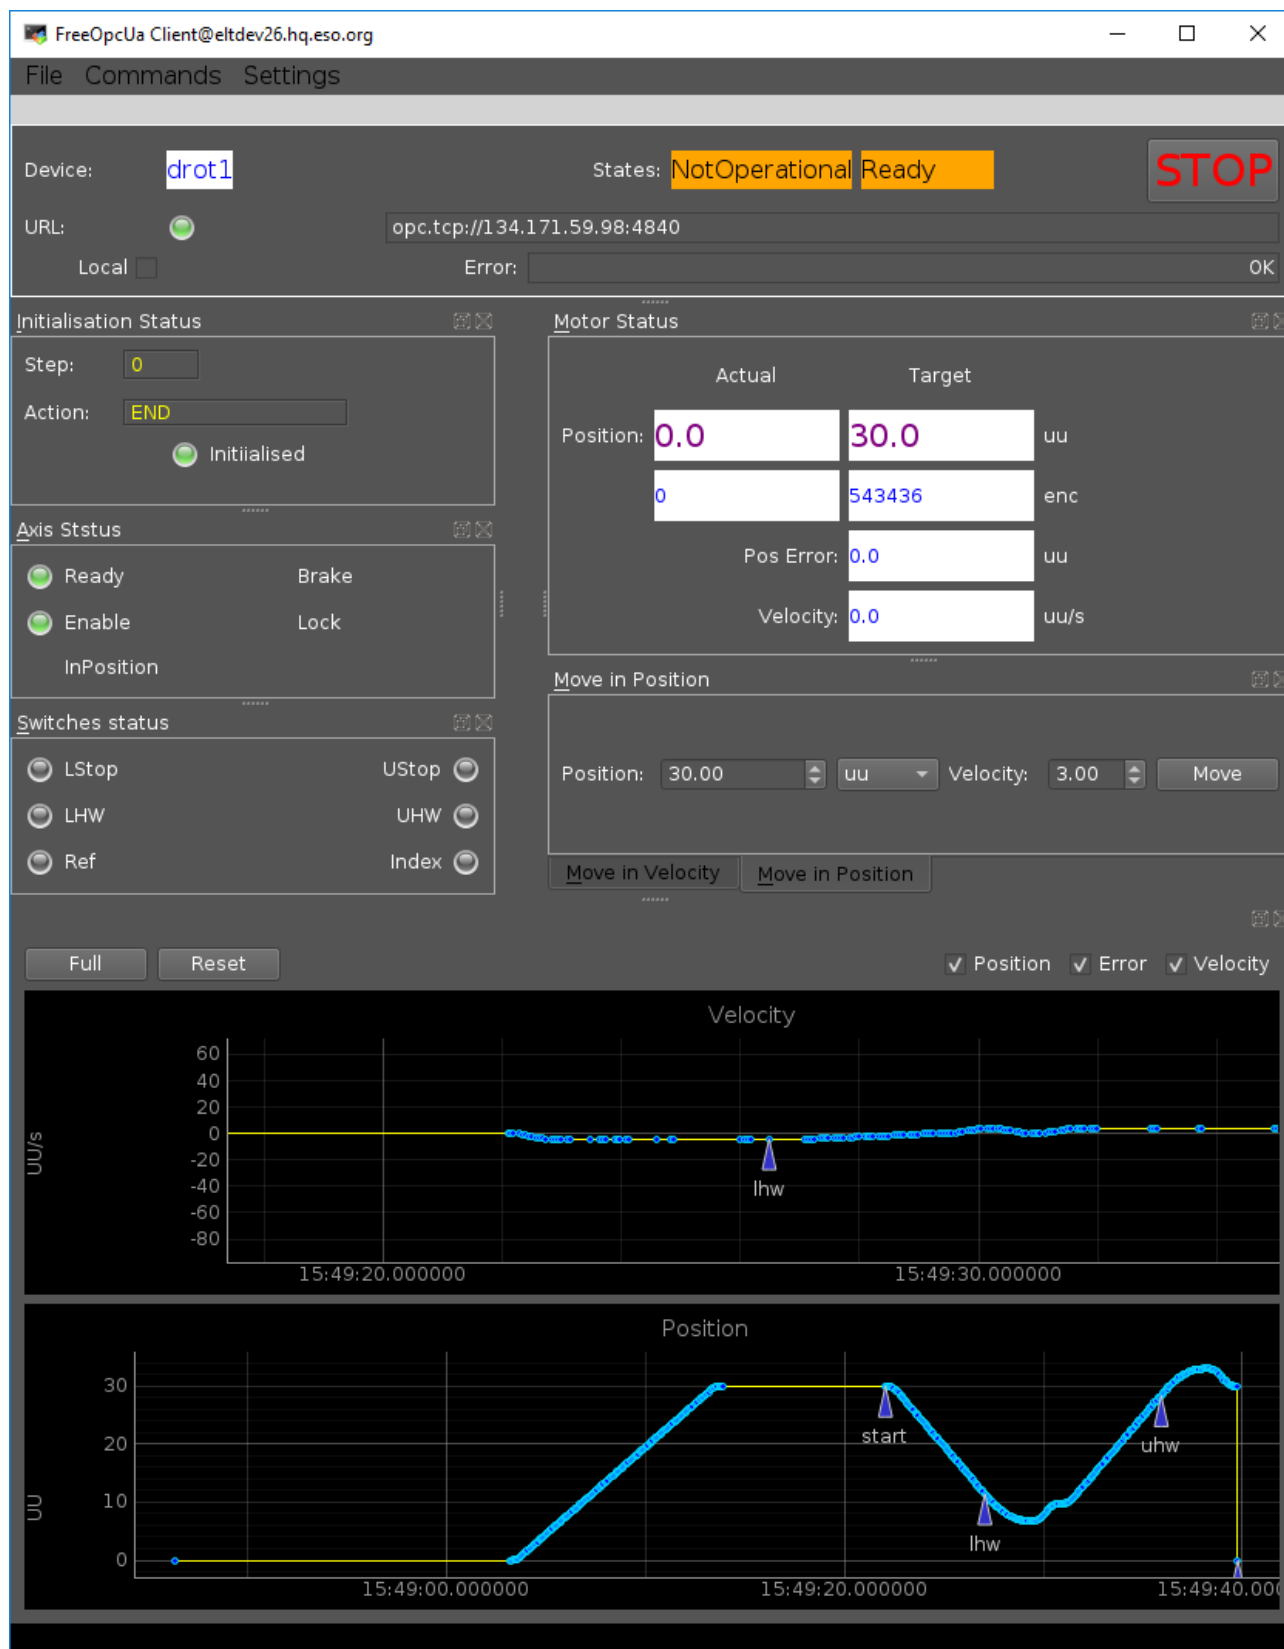 FreeOpcUa Client@eltdev26.hq.eso.org
File Commands Settings
Device: drot1 States: NotOperational Ready STOP
URL: opc.tcp://134.171.59.98:4840
Local Error: OK
Initialisation Status
Step: 0
Action: END
Initiialised
Axis Ststus
Ready Brake
Enable Lock
InPosition
Switches status
LStop UStop
LHW UHW
Ref Index
Motor Status
Actual Target
Position: 0.0 30.0 uu
0 543436 enc
Pos Error: 0.0 uu
Velocity: 0.0 uu/s
Move in Position
Position: 30.00 uu Velocity: 3.00 Move
Move in Velocity Move in Position
Full Reset Position Error Velocity
Velocity
UU/s
60
40
20
0
-20
-40
-60
-80
lhw
15:49:20.000000 15:49:30.000000
Position
UU
30
20
10
0
start
uhw
lhw
15:49:00.000000 15:49:20.000000 15:49:40.000